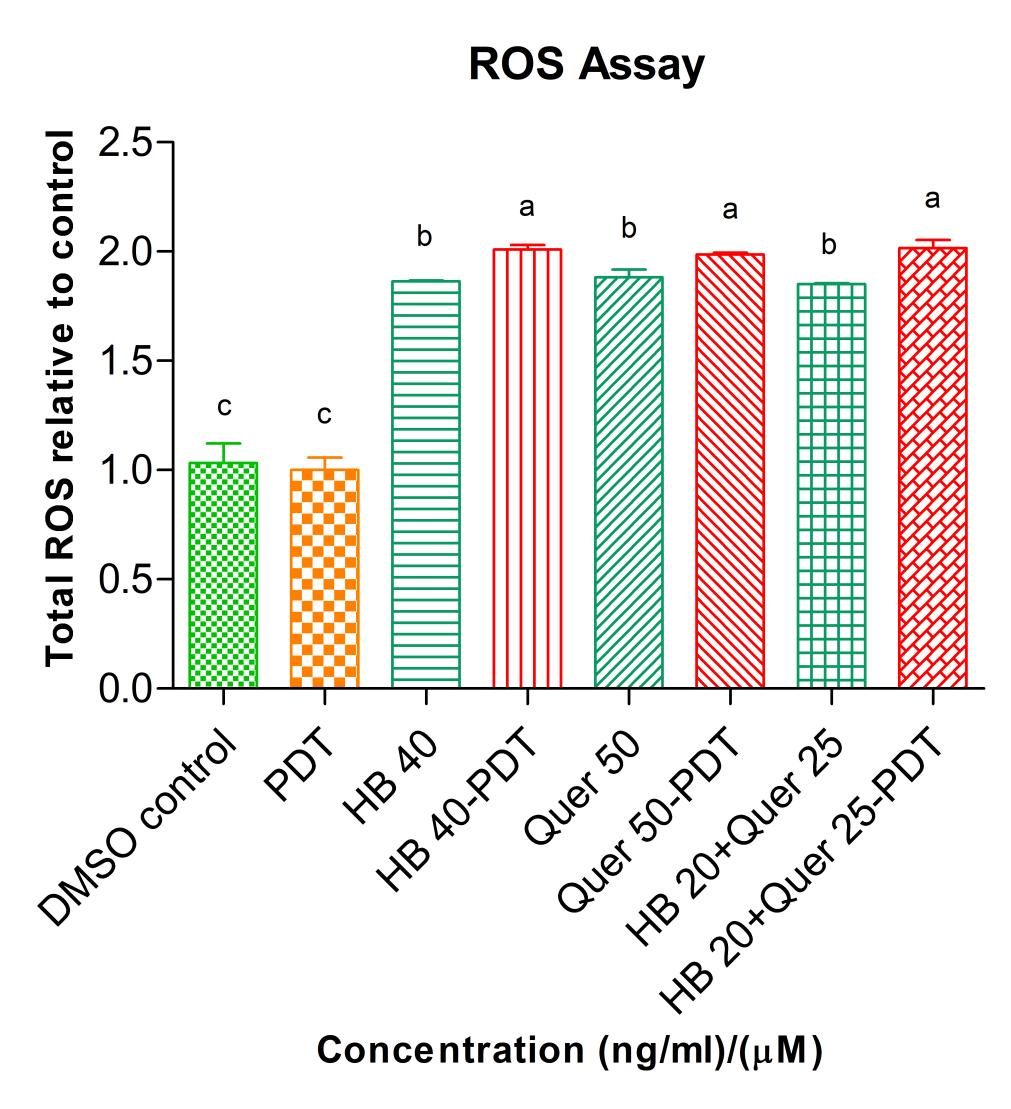 ROS Assay
Total ROS relative to control
2.5
2.0
1.5
1.0
0.5
0.0
c
c
b
a
b
a
b
a
DMSO control
PDT
HB 40
HB 40-PDT
Quer 50
Quer 50-PDT
HB 20+Quer 25
HB 20+Quer 25-PDT
Concentration (ng/ml)/(μM)